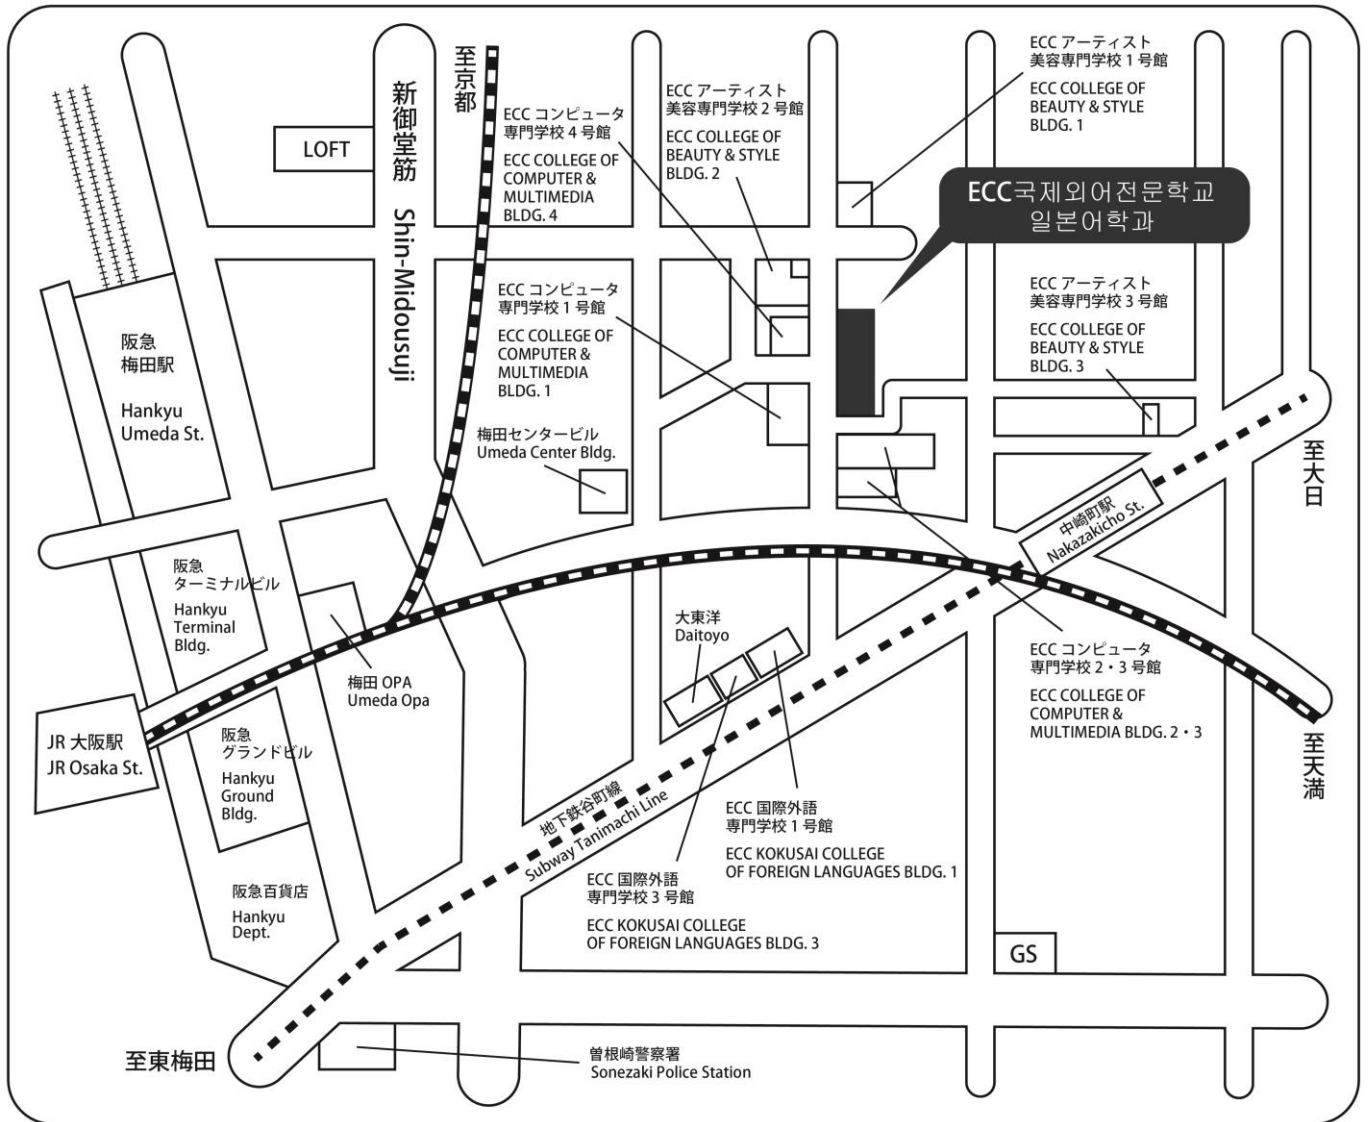 至京都
新御堂筋 Shin-Midousuji
LOFT
ECC コンピュータ
専門学校 4 号館
ECC COLLEGE OF
COMPUTER &
MULTIMEDIA
BLDG. 4
ECC アーティスト
美容専門学校 2 号館
ECC COLLEGE OF
BEAUTY & STYLE
BLDG. 2
ECC アーティスト
美容専門学校 1 号館
ECC COLLEGE OF
BEAUTY & STYLE
BLDG. 1
ECC국제외어전문학교
일본어학과
ECC コンピュータ
専門学校 1 号館
ECC COLLEGE OF
COMPUTER &
MULTIMEDIA
BLDG. 1
ECC アーティスト
美容専門学校 3 号館
ECC COLLEGE OF
BEAUTY & STYLE
BLDG. 3
阪急
梅田駅
Hankyu
Umeda St.
梅田センタービル
Umeda Center Bldg.
至大日
中崎町駅
Nakazakicho St.
阪急
ターミナルビル
Hankyu
Terminal
Bldg.
大東洋
Daitoyo
梅田 OPA
Umeda Opa
ECC コンピュータ
専門学校 2・3 号館
ECC COLLEGE OF
COMPUTER &
MULTIMEDIA BLDG. 2・3
JR 大阪駅
JR Osaka St.
阪急
グランドビル
Hankyu
Ground
Bldg.
至天満
地下鉄谷町線
Subway Tanimachi Line
ECC 国際外語
専門学校 1 号館
ECC KOKUSAI COLLEGE
OF FOREIGN LANGUAGES BLDG. 1
ECC 国際外語
専門学校 3 号館
ECC KOKUSAI COLLEGE
OF FOREIGN LANGUAGES BLDG. 3
阪急百貨店
Hankyu
Dept.
GS
至東梅田
曽根崎警察署
Sonezaki Police Station